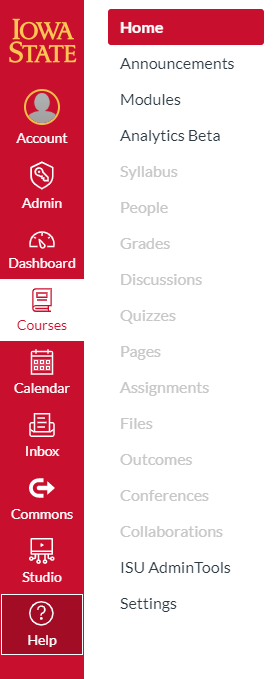 IOWA
STATE
Account
Admin
Dashboard
Courses
Calendar
Inbox
Commons
Studio
Help
Home
Announcements
Modules
Analytics Beta
Syllabus
People
Grades
Discussions
Quizzes
Pages
Assignments
Files
Outcomes
Conferences
Collaborations
ISU AdminTools
Settings